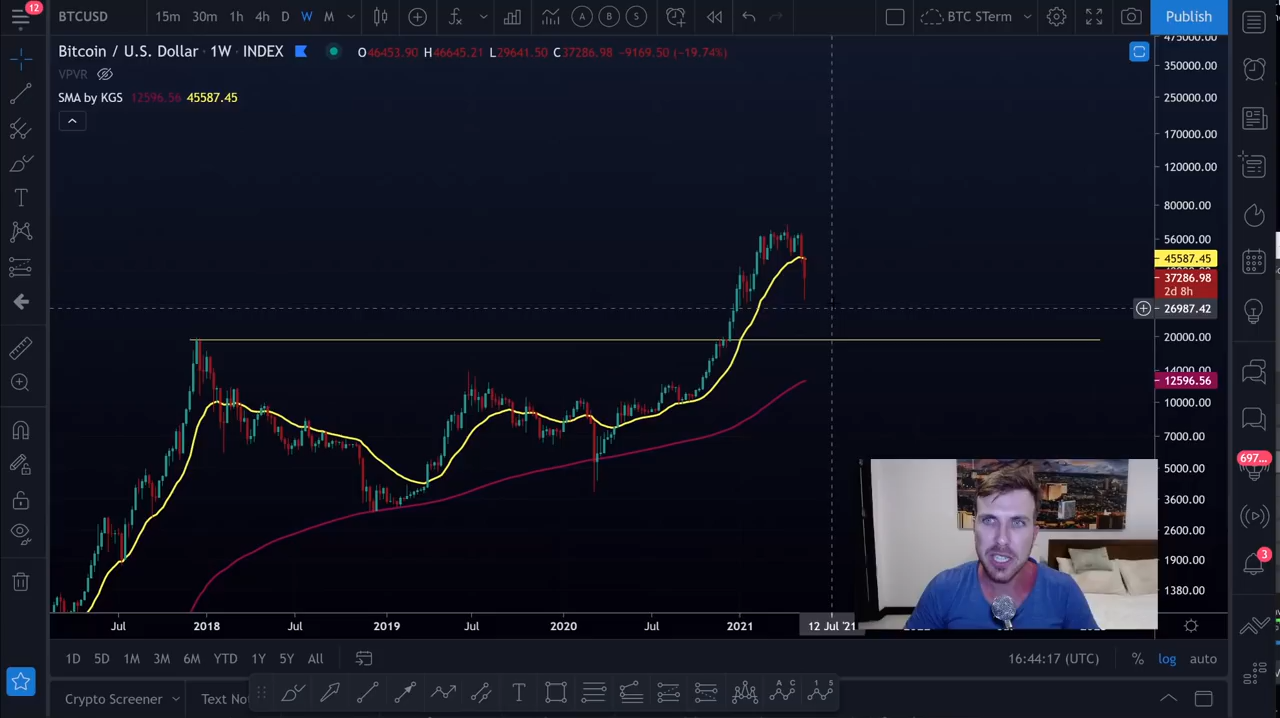 12
BTCUSD 15m 30m 1h 4h D W M A B S BTC STerm Publish
Bitcoin / U.S. Dollar · 1W · INDEX O46453.90 H46645.21 L29641.50 C37286.98 −9169.50 (−19.74%)
VPVR
SMA by KGS 12596.56 45587.45
475000.00
350000.00
250000.00
170000.00
120000.00
80000.00
56000.00
45587.45
37286.98
2d 8h
26987.42
20000.00
14000.00
12596.56
10000.00
7000.00
5000.00
3600.00
2600.00
1900.00
1380.00
697...
3
Jul 2018 Jul 2019 Jul 2020 Jul 2021 12 Jul '21
1D 5D 1M 3M 6M YTD 1Y 5Y All 16:44:17 (UTC) % log auto
Crypto Screener Text No T A C 1 5